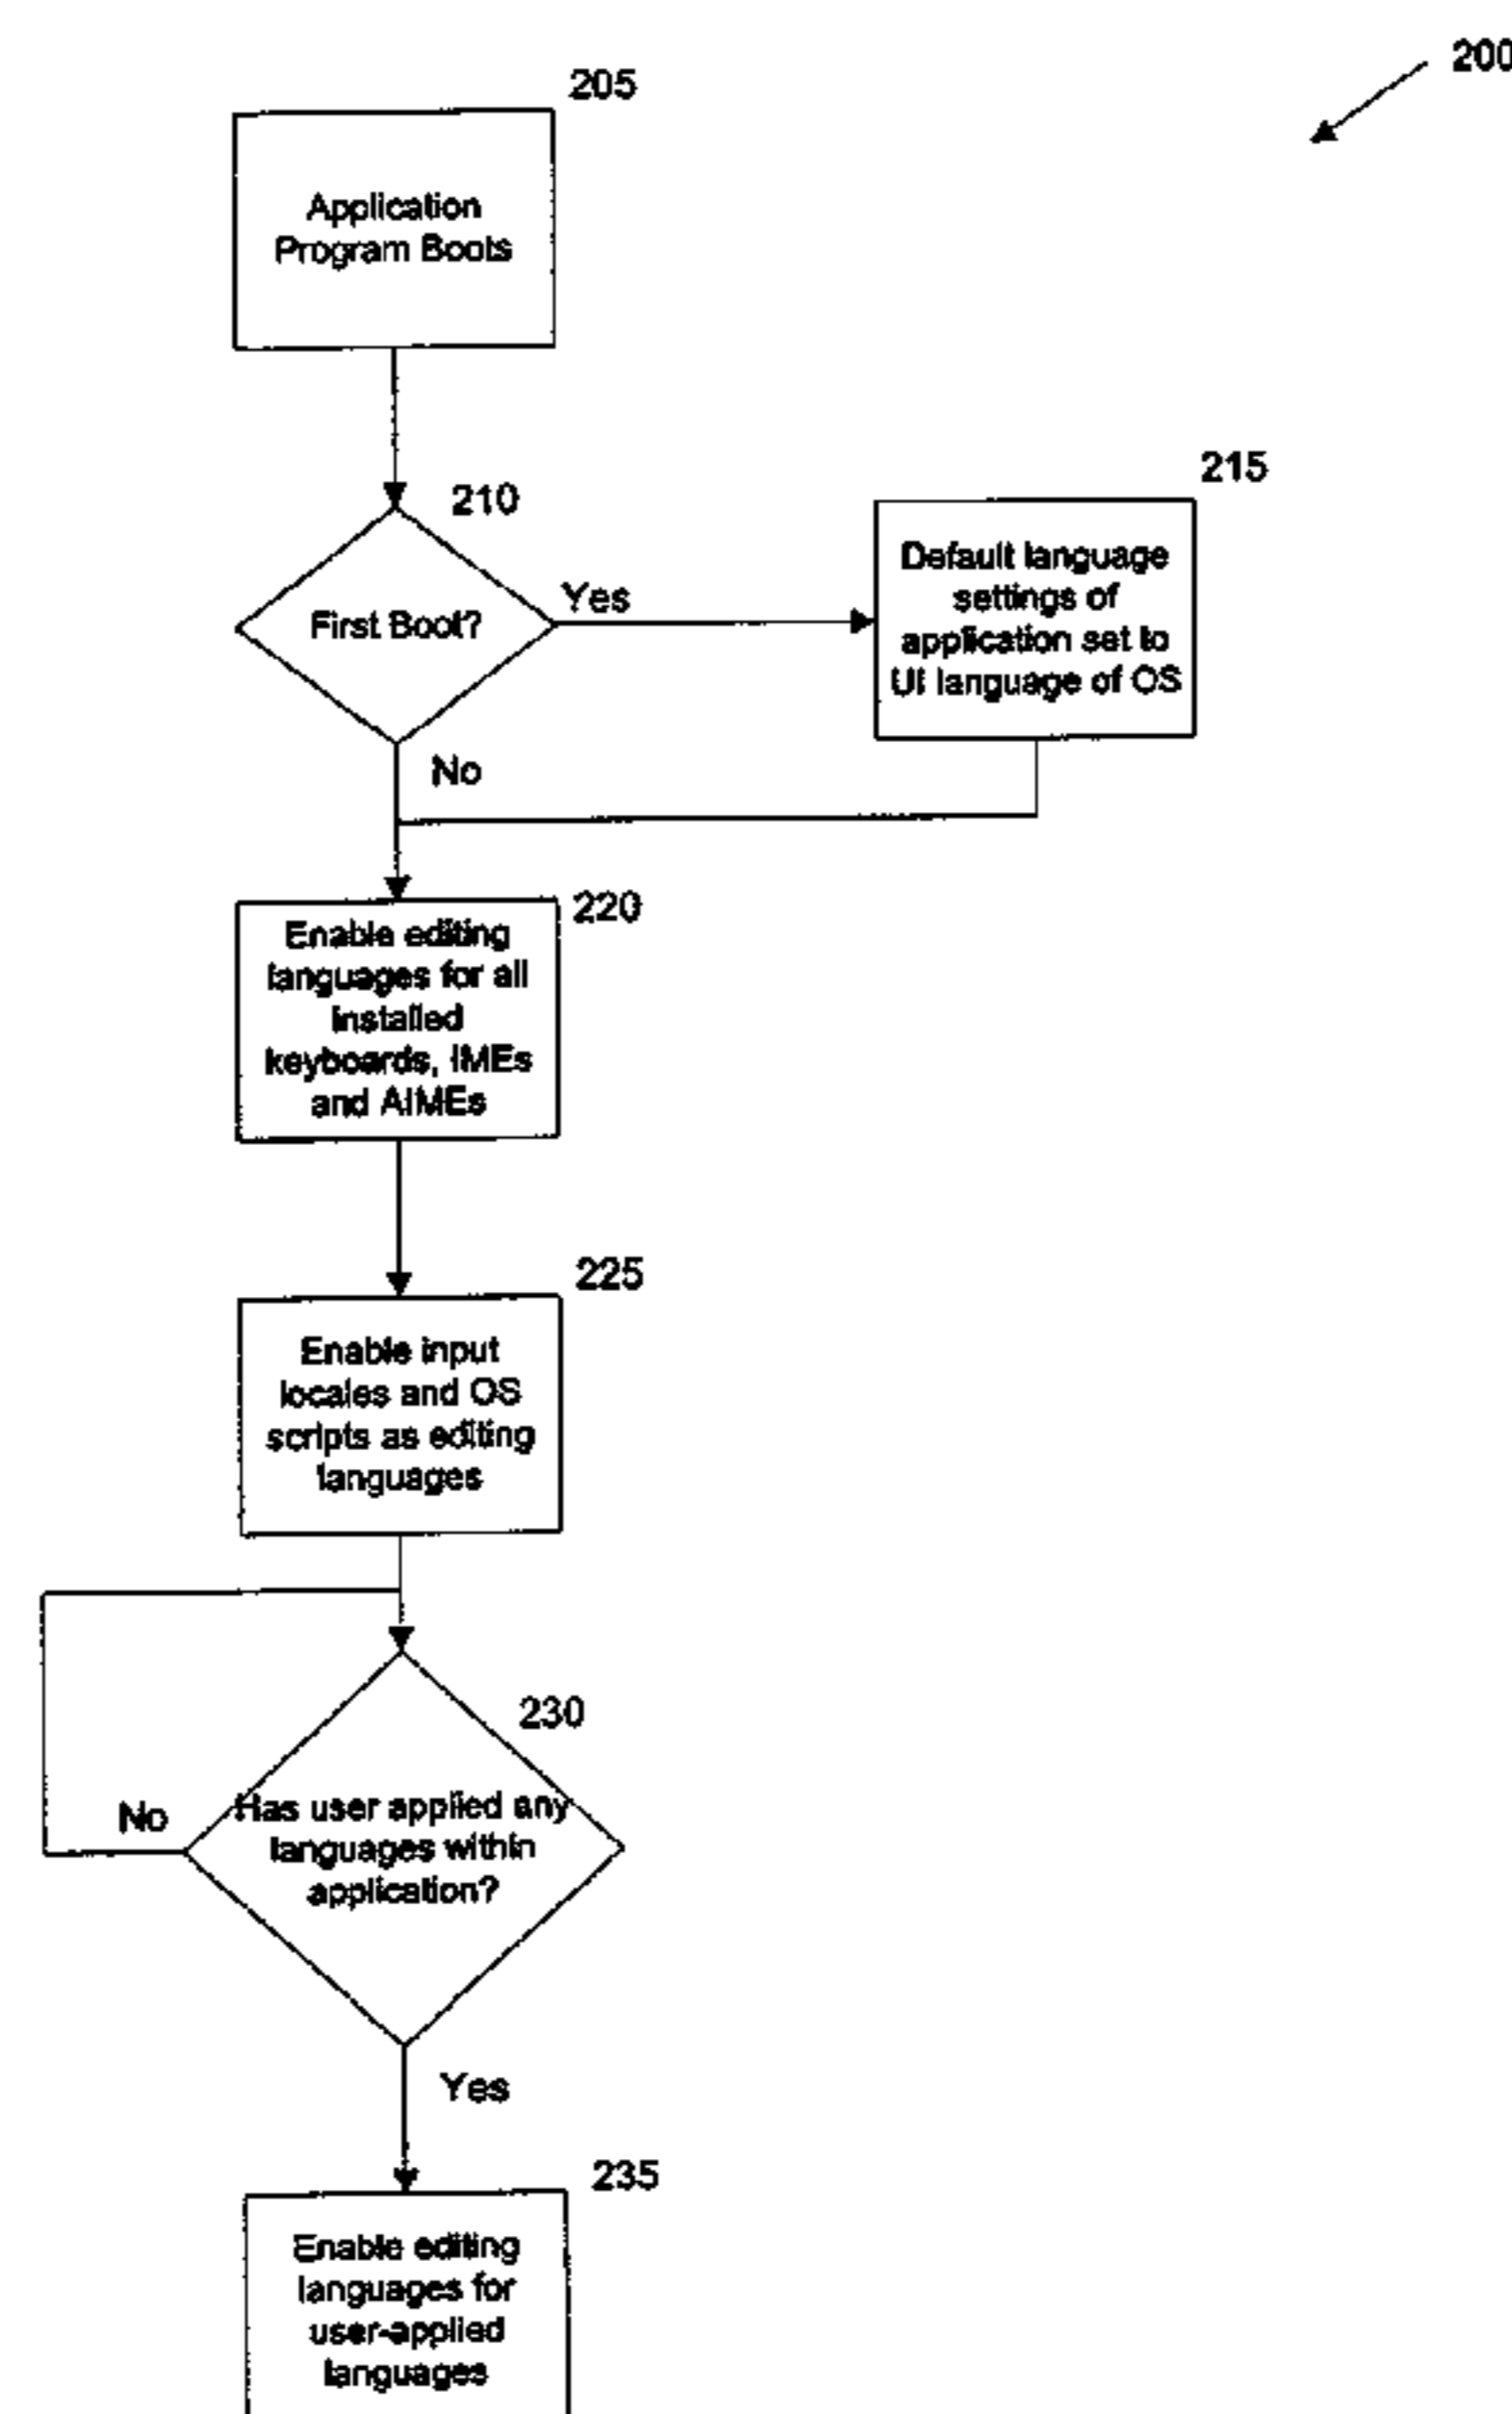 200
205
Application
Program Boots
210
First Boot?
Yes
No
215
Default language
settings of
application set to
UI language of OS
220
Enable editing
languages for all
installed
keyboards, IMEs
and AIMEs
225
Enable input
locales and OS
scripts as editing
languages
230
Has user applied any
languages within
application?
No
Yes
235
Enable editing
languages for
user-applied
languages